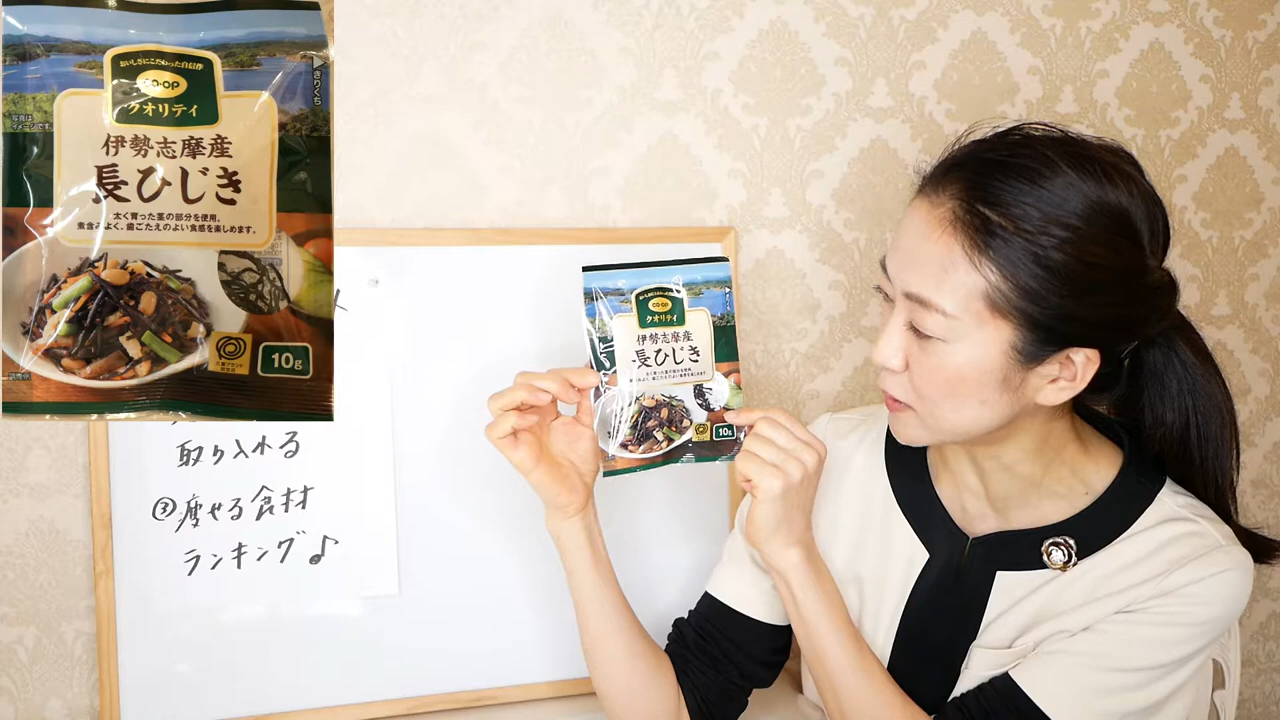 おいしさにこだわった自信作
CO·OP
クオリティ
きりくち
写真は
イメージです。
伊勢志摩産
長ひじき
太く育った茎の部分を使用。
煮含みよく、歯ごたえのよい食感を楽しめます。
調理例
10g
取り入れる
③痩せる食材
ランキング♪
CO·OP
クオリティ
伊勢志摩産
長ひじき
10g